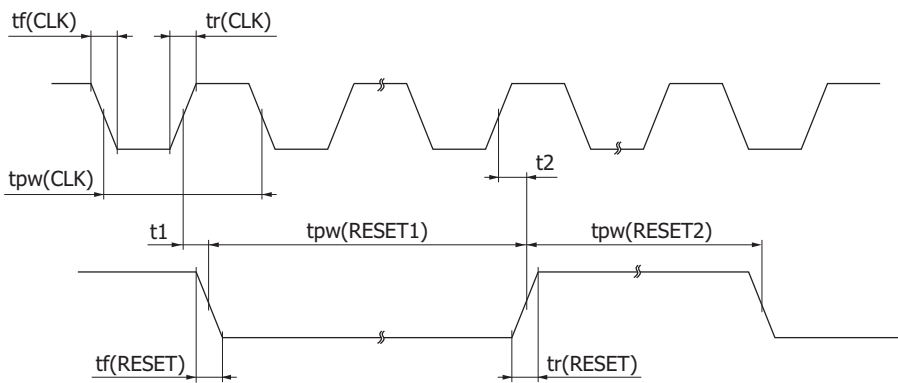 tf(CLK)
tr(CLK)
t2
tpw(CLK)
t1
tpw(RESET1)
tpw(RESET2)
tf(RESET)
tr(RESET)